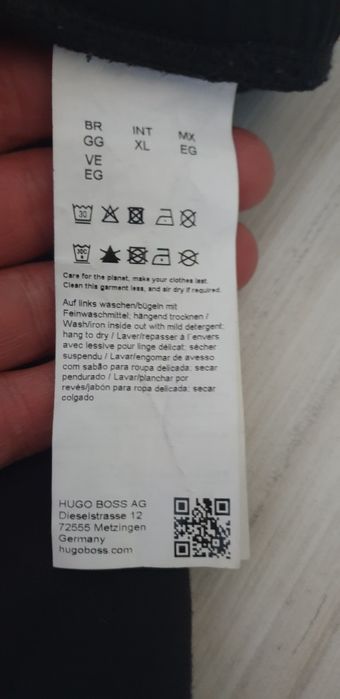 BR
GG
INT
XL
MX
EG
VE
EG
30
30C
Care for the planet, make your clothes last.
Clean this garment less, and air dry if required.
Auf links waschen/bügeln mit
Feinwaschmittel; hängend trocknen /
Wash/iron inside out with mild detergent;
hang to dry / Laver/repasser à l'envers
avec lessive pour linge délicat; sécher
suspendu / Lavar/engomar de avesso
com sabão para roupa delicada; secar
pendurado / Lavar/planchar por
revés/jabón para ropa delicada; secar
colgado
HUGO BOSS AG
Dieselstrasse 12
72555 Metzingen
Germany
hugoboss.com